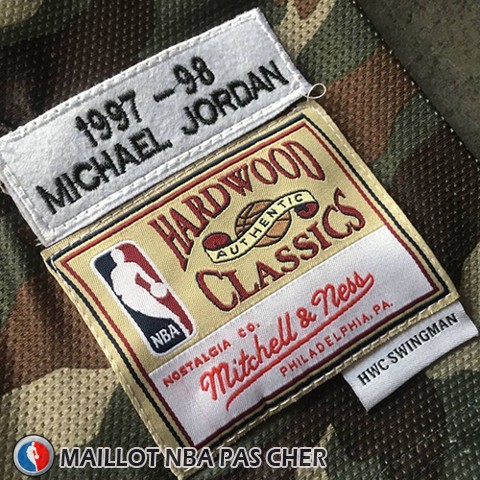 1997-98
MICHAEL JORDAN
HARDWOOD
AUTHENTIC
CLASSICS
NBA
NOSTALGIA CO.
Mitchell & Ness
PHILADELPHIA, PA.
HWC SWINGMAN
MAILLOT NBA PAS CHER